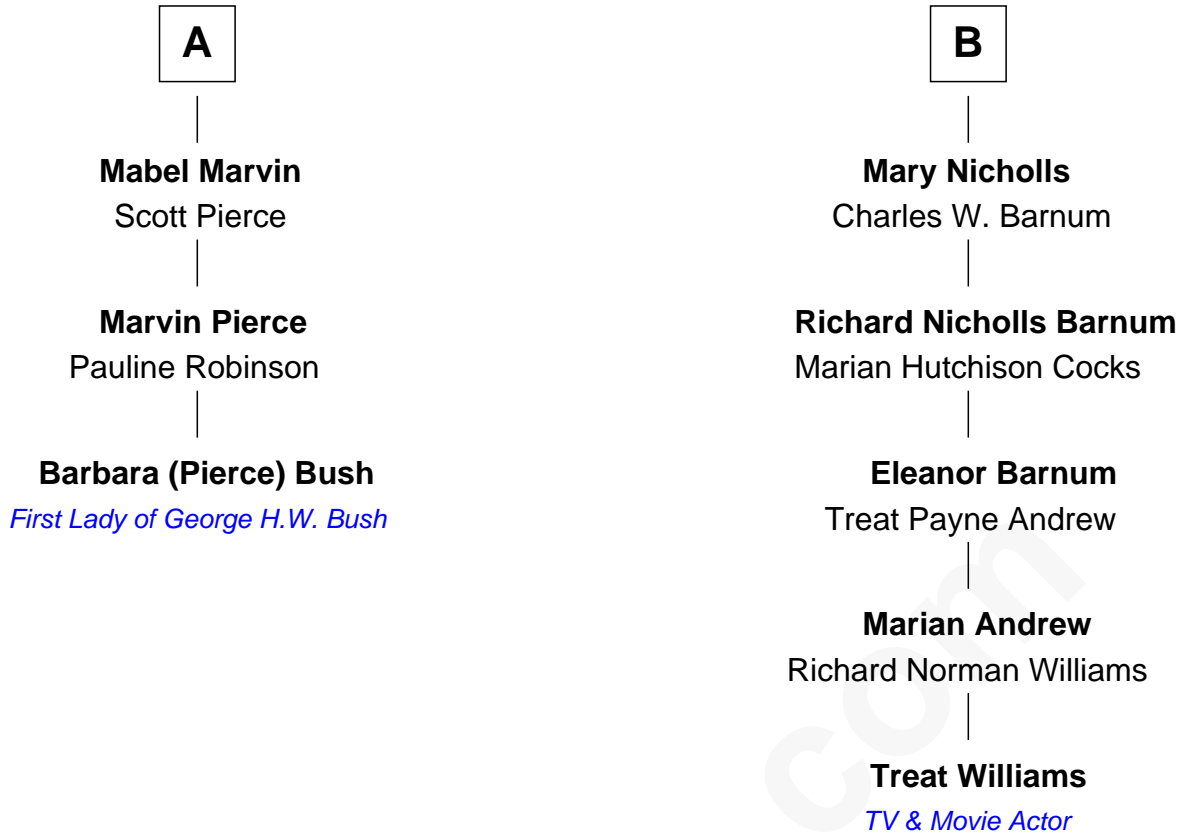 A
Mabel Marvin
Scott Pierce
Marvin Pierce
Pauline Robinson
Barbara (Pierce) Bush
First Lady of George H.W. Bush
B
Mary Nicholls
Charles W. Barnum
Richard Nicholls Barnum
Marian Hutchison Cocks
Eleanor Barnum
Treat Payne Andrew
Marian Andrew
Richard Norman Williams
Treat Williams
TV & Movie Actor
com